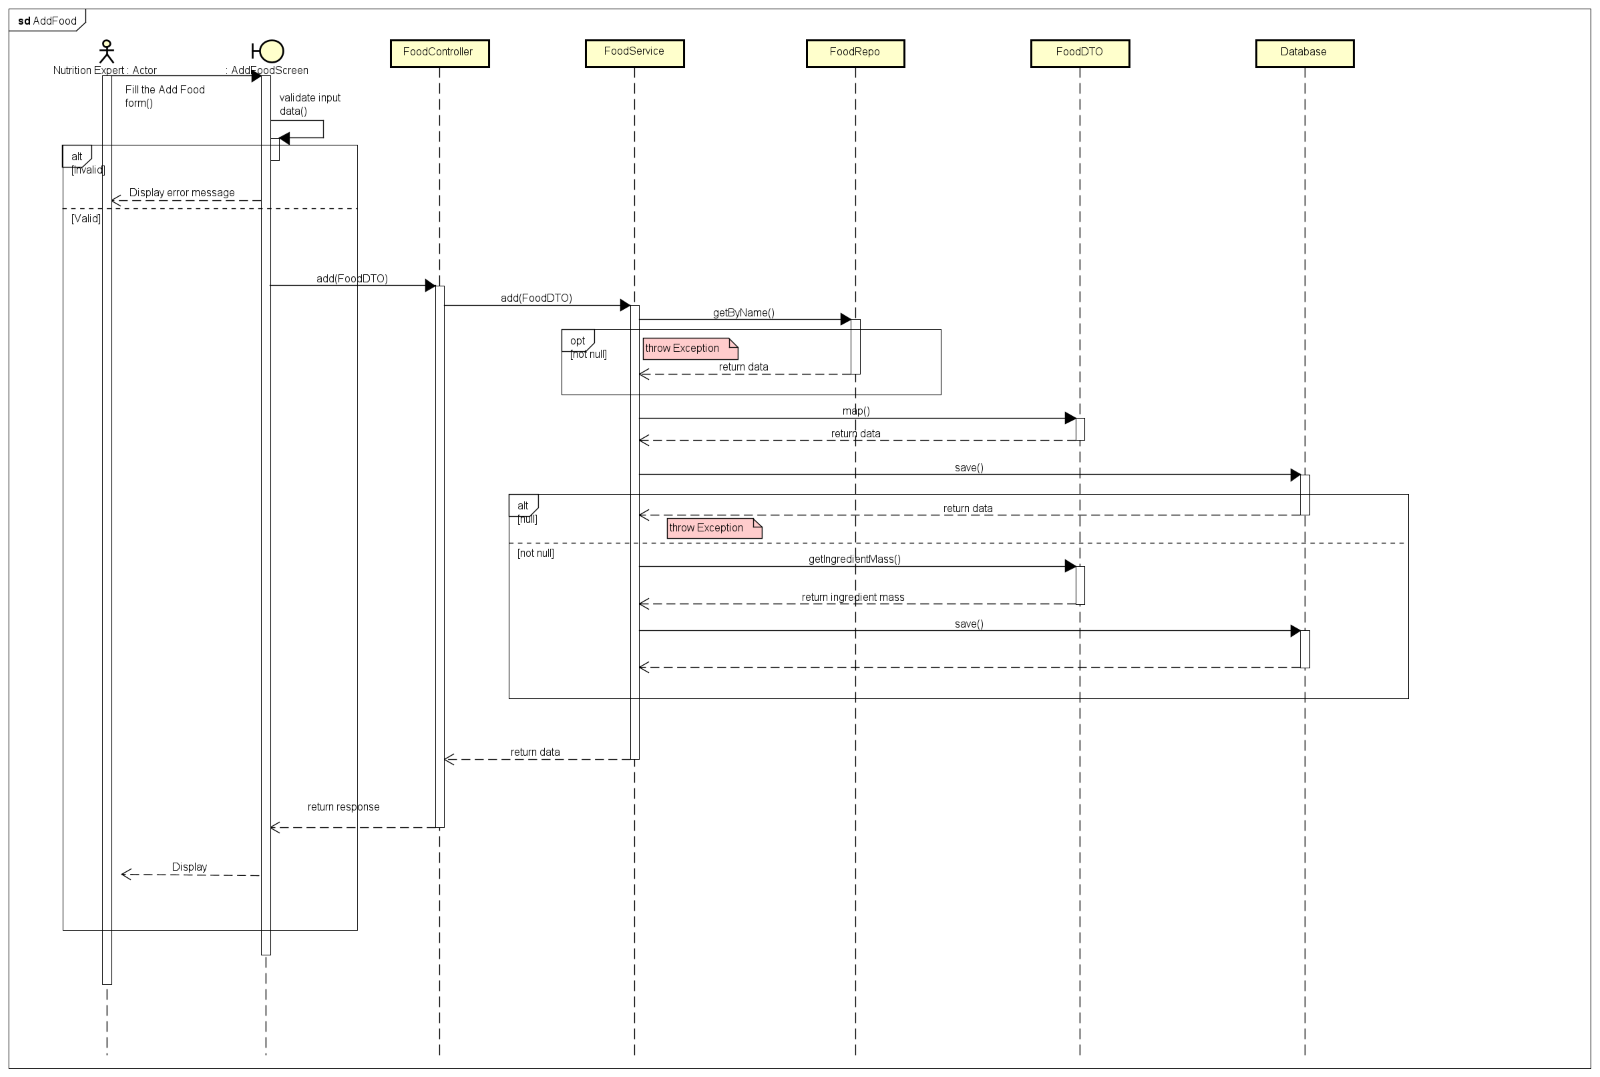 sd AddFood
Nutrition Expert : Actor
: AddFoodScreen
FoodController
FoodService
FoodRepo
FoodDTO
Database
Fill the Add Food
form()
validate input
data()
alt
[Invalid]
Display error message
[Valid]
add(FoodDTO)
add(FoodDTO)
getByName()
opt
[not null]
throw Exception
return data
map()
return data
save()
alt
[null]
return data
throw Exception
[not null]
getIngredientMass()
return ingredient mass
save()
return data
return response
Display